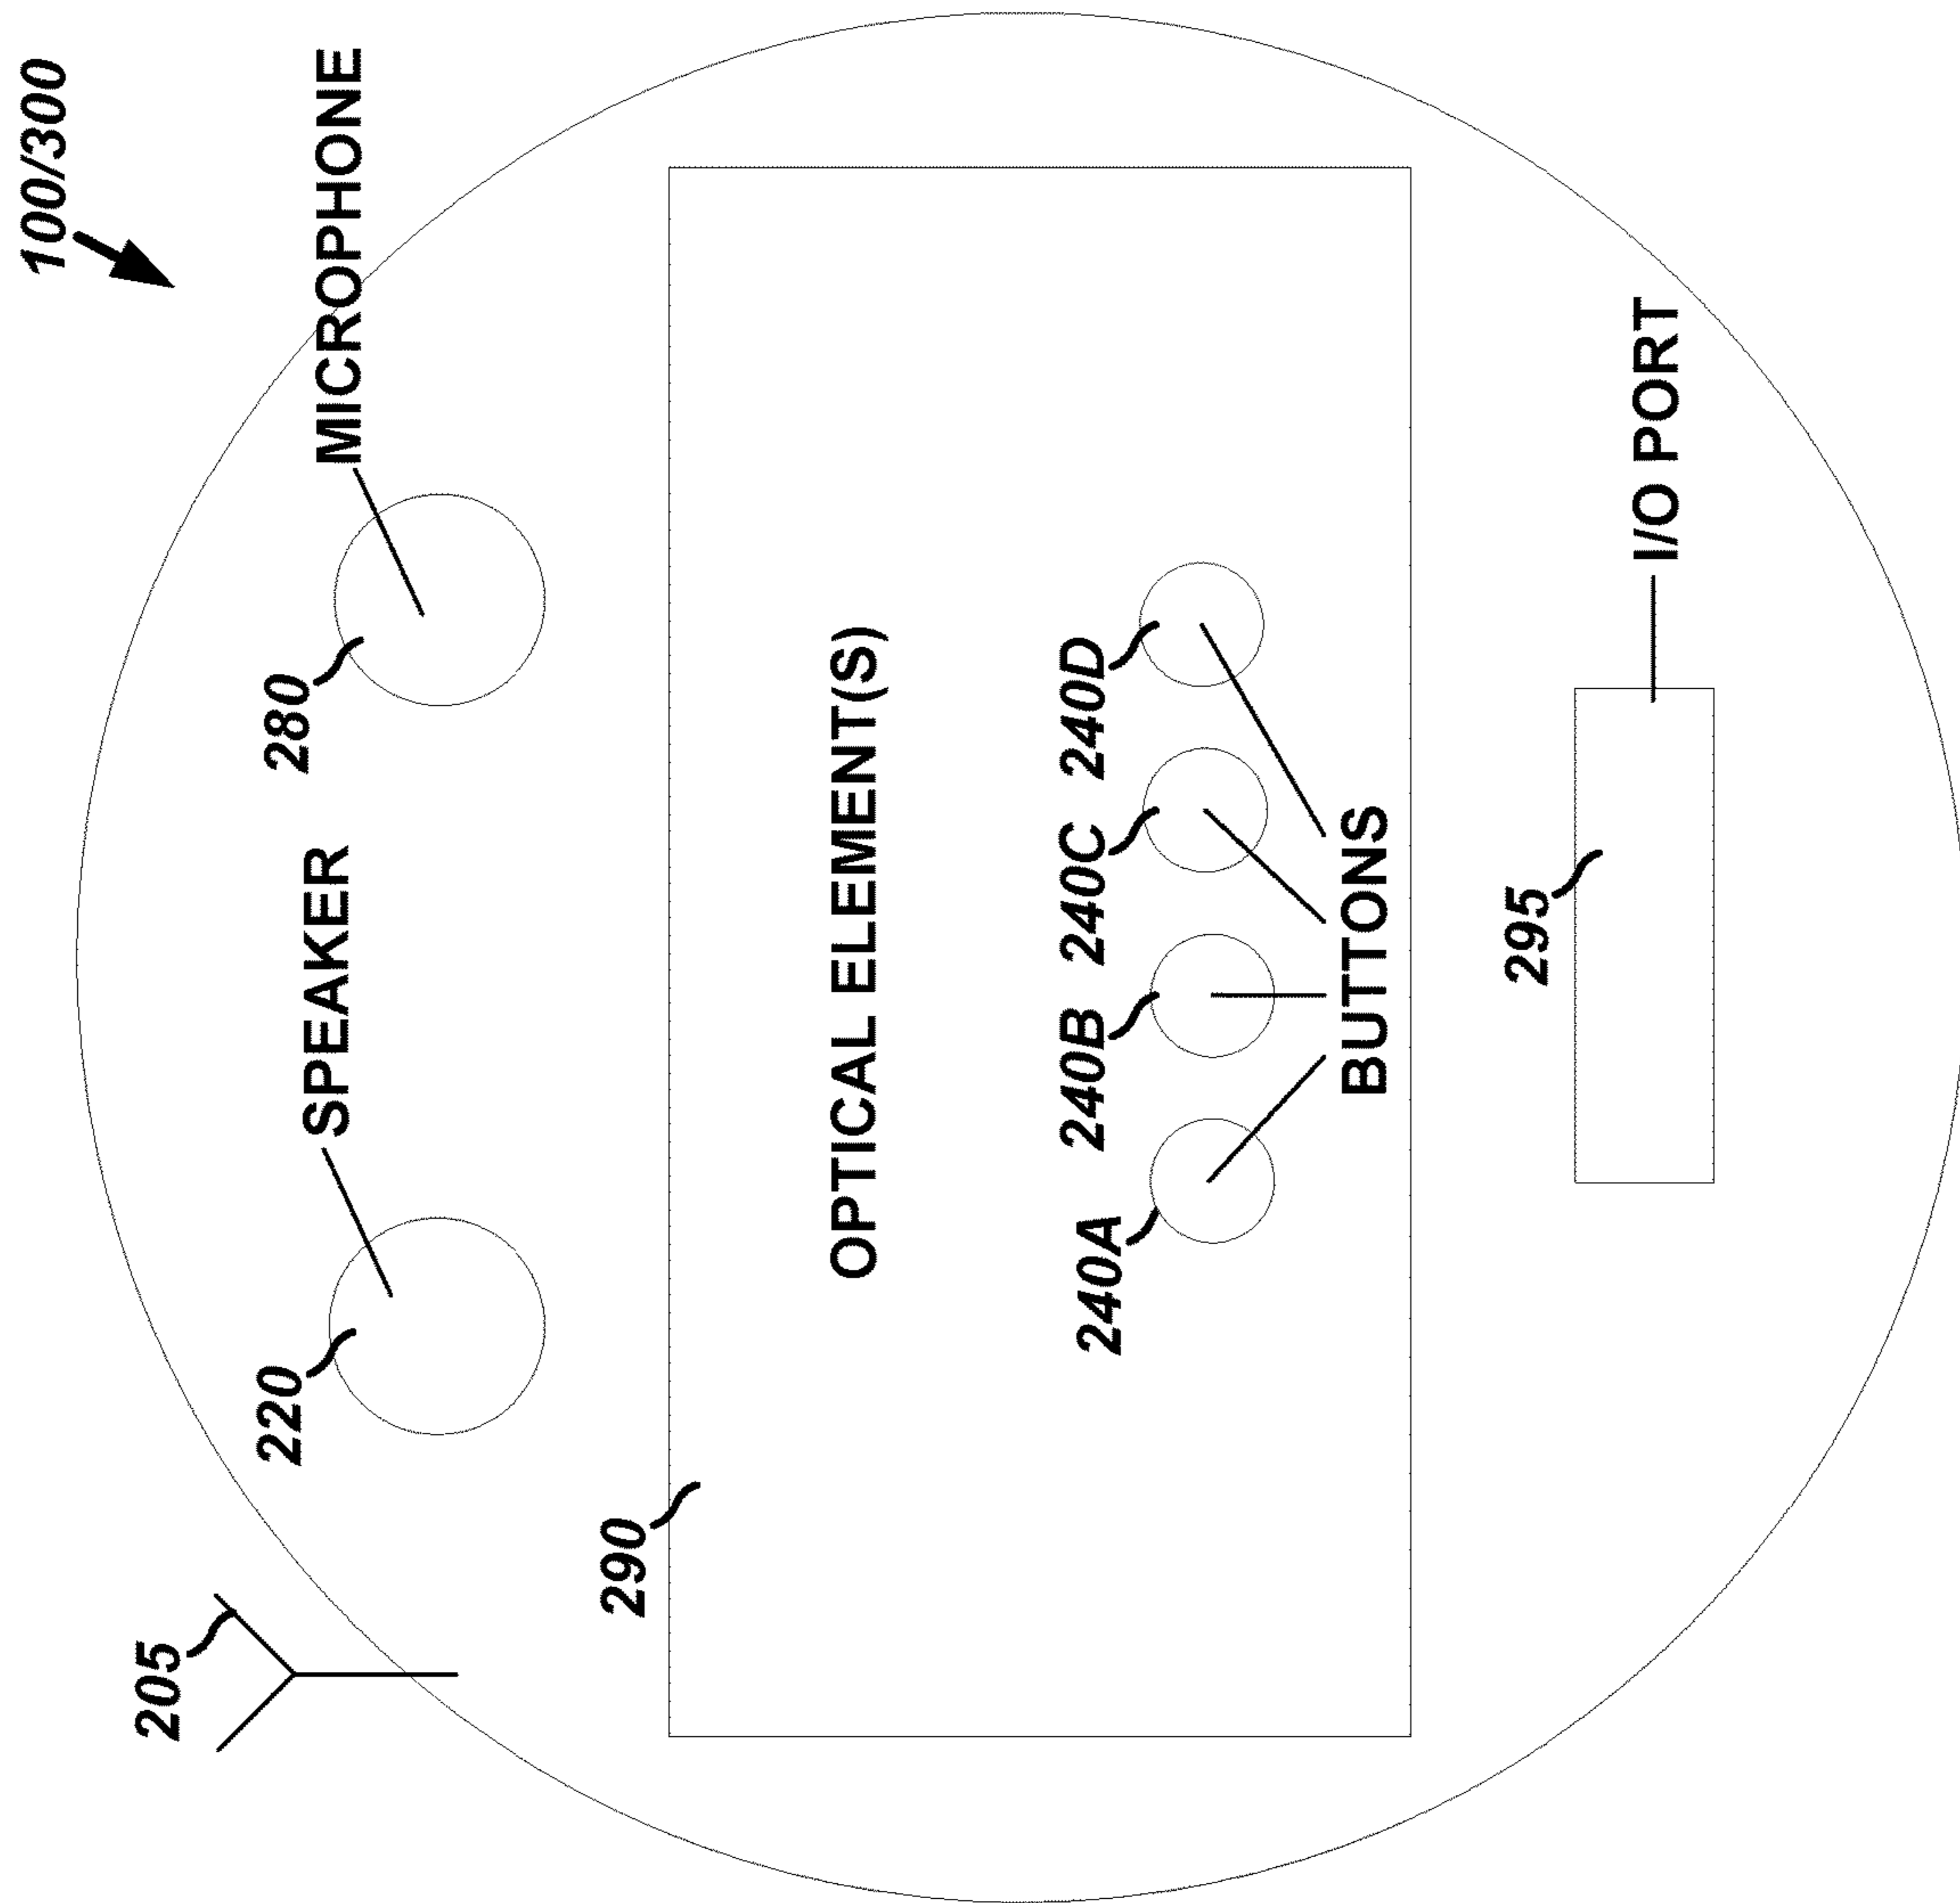 100/300
205
220
280
SPEAKER
MICROPHONE
290
OPTICAL ELEMENT(S)
240A 240B 240C 240D
BUTTONS
295
I/O PORT